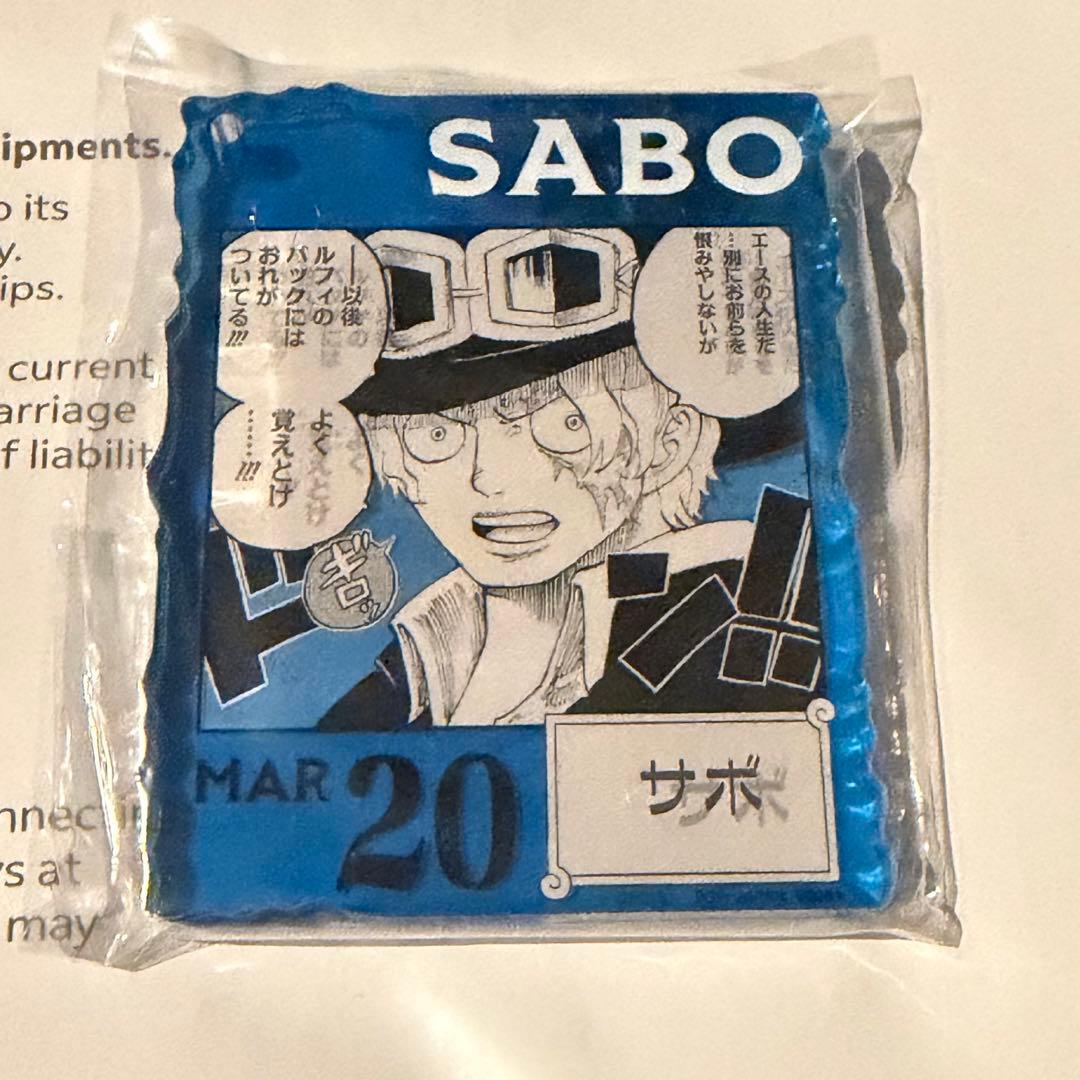 SABO
エースの人生だ
…別にお前らを
恨みやしないが
――以後
ルフィの
バックには
おれが
ついてる!!!
よく
覚えとけ
……!!!
ギロッ
ドン!!
MAR 20
サボ
ipments.
o its
y.
ips.
current
arriage
f liabilit
nnectin
ys at
may